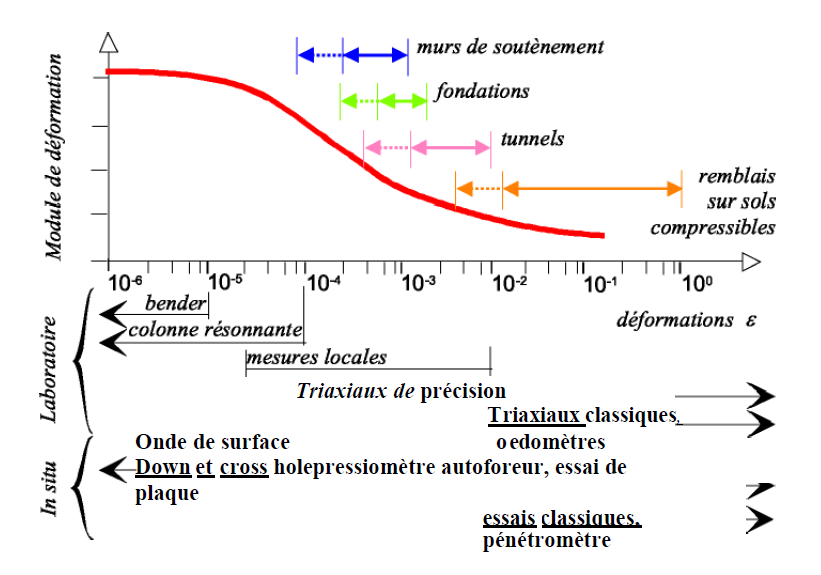 murs de soutènement
fondations
tunnels
remblais
sur sols
compressibles
Module de déformation
10-6
10-5
10-4
10-3
10-2
10-1
100
déformations ε
Laboratoire
bender
colonne résonnante
mesures locales
Triaxiaux de précision
Triaxiaux classiques,
oedomètres
In situ
Onde de surface
Down et cross holepressiomètre autoforeur, essai de
plaque
essais classiques,
pénétromètre